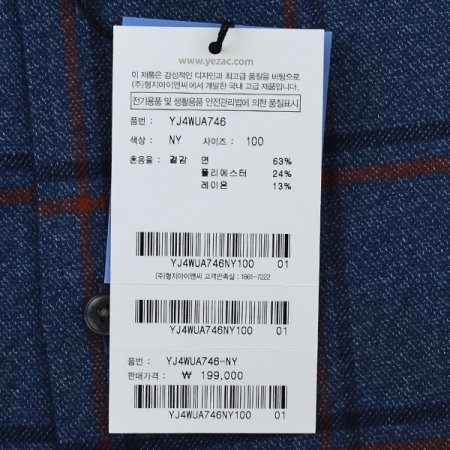 www.yezac.com
이 제품은 감성적인 디자인과 최고급 품질을 바탕으로
(주)형지아이앤씨에서 개발한 국내 고급 제품입니다.
전기용품 및 생활용품 안전관리법에 의한 품질표시
품번 : YJ4WUA746
색상 : NY 사이즈 : 100
혼용율 : 겉감 면 63%
폴리에스터 24%
레이온 13%
YJ4WUA746NY100 01
(주)형지아이앤씨 고객만족실 : 1661-7222
YJ4WUA746NY100 01
품번 : YJ4WUA746-NY
판매가격 : ₩ 199,000
YJ4WUA746NY100 01